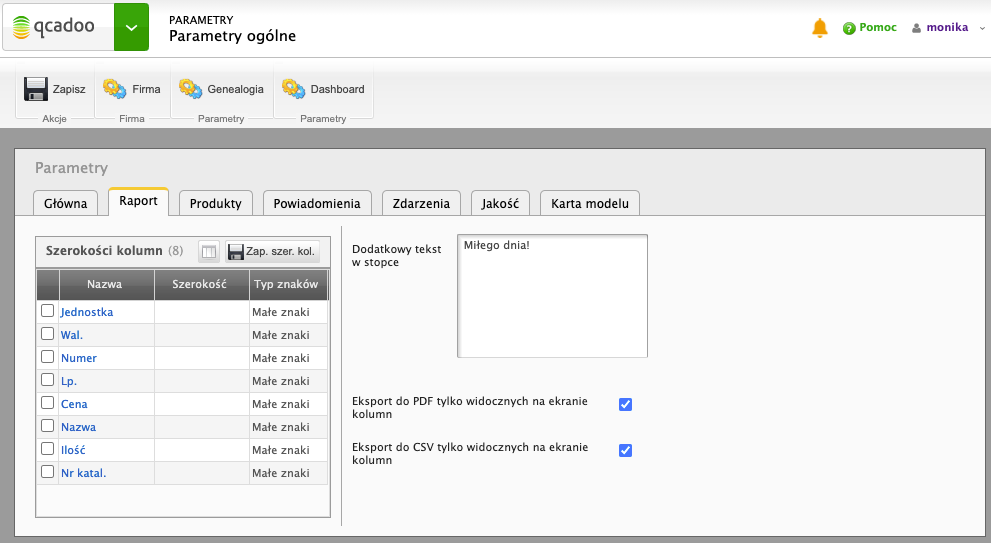 qcadoo
PARAMETRY
Parametry ogólne
Pomoc
monika
Zapisz
Firma
Genealogia
Dashboard
Akcje
Firma
Parametry
Parametry
Parametry
Główna
Raport
Produkty
Powiadomienia
Zdarzenia
Jakość
Karta modelu
Szerokości kolumn (8)
Zap. szer. kol.
Nazwa Szerokość Typ znaków
Jednostka Małe znaki
Wal. Małe znaki
Numer Małe znaki
Lp. Małe znaki
Cena Małe znaki
Nazwa Małe znaki
Ilość Małe znaki
Nr katal. Małe znaki
Dodatkowy tekst
w stopce
Miłego dnia!
Eksport do PDF tylko widocznych na ekranie
kolumn
Eksport do CSV tylko widocznych na ekranie
kolumn